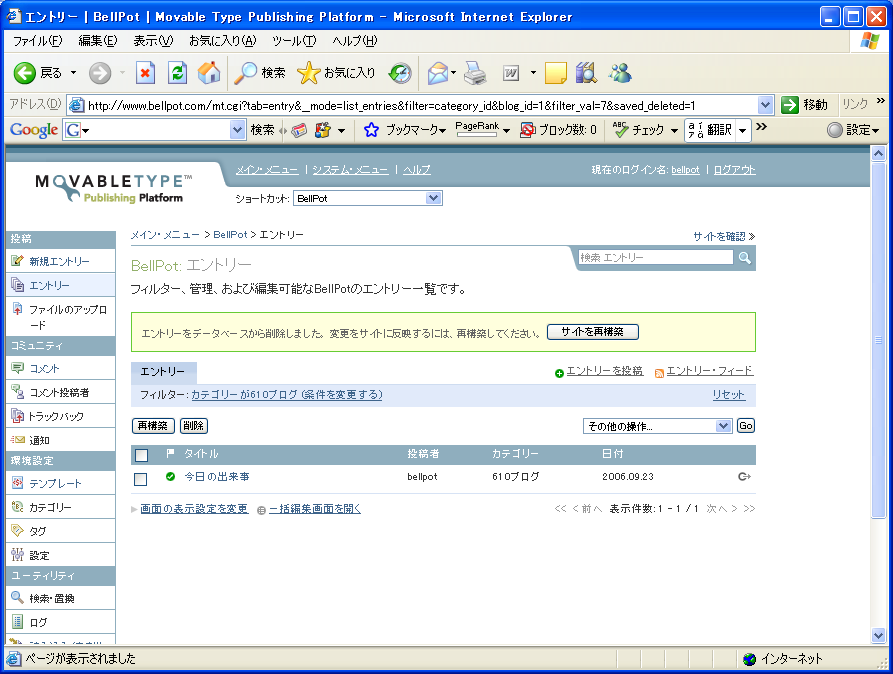 エントリー | BellPot | Movable Type Publishing Platform - Microsoft Internet Explorer
ファイル(F) 編集(E) 表示(V) お気に入り(A) ツール(T) ヘルプ(H)
戻る 検索 お気に入り W
アドレス(D) http://www.bellpot.com/mt.cgi?tab=entry&_mode=list_entries&filter=category_id&blog_id=1&filter_val=7&saved_deleted=1 移動 リンク »
Google G 検索 ブックマーク PageRank ブロック数: 0 ABC チェック 翻訳 » 設定
MOVABLETYPE™
Publishing Platform
メイン・メニュー | システム・メニュー | ヘルプ 現在のログイン名: bellpot | ログアウト
ショートカット: BellPot
メイン・メニュー > BellPot > エントリー サイトを確認 »
BellPot: エントリー 検索 エントリー
フィルター、管理、および編集可能なBellPotのエントリー一覧です。
エントリーをデータベースから削除しました。変更をサイトに反映するには、再構築してください。 サイトを再構築
エントリー エントリーを投稿 エントリー・フィード
フィルター: カテゴリーが610ブログ (条件を変更する) リセット
再構築 削除 その他の操作... Go
タイトル 投稿者 カテゴリー 日付
今日の出来事 bellpot 610ブログ 2006.09.23
画面の表示設定を変更 一括編集画面を開く << < 前へ 表示件数: 1 - 1 / 1 次へ > >>
投稿
新規エントリー
エントリー
ファイルのアップロ
ード
コミュニティ
コメント
コメント投稿者
トラックバック
通知
環境設定
テンプレート
カテゴリー
タグ
設定
ユーティリティ
検索・置換
ログ
ページが表示されました インターネット